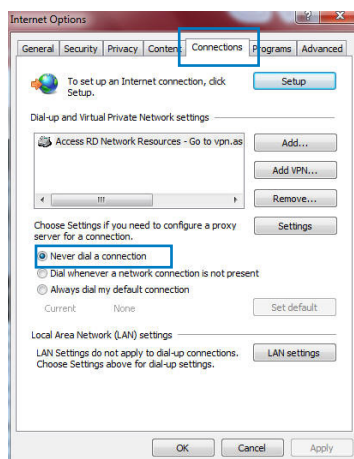 Internet Options
General Security Privacy Content Connections Programs Advanced
To set up an Internet connection, click Setup.
Setup
Dial-up and Virtual Private Network settings
Access RD Network Resources - Go to vpn.as
Add...
Add VPN...
Remove...
Choose Settings if you need to configure a proxy
server for a connection.
Settings
Never dial a connection
Dial whenever a network connection is not present
Always dial my default connection
Current None
Set default
Local Area Network (LAN) settings
LAN Settings do not apply to dial-up connections.
Choose Settings above for dial-up settings.
LAN settings
OK Cancel Apply